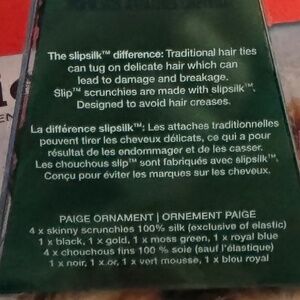 The slipsilk™ difference: Traditional hair ties
can tug on delicate hair which can
lead to damage and breakage.
Slip™ scrunchies are made with slipsilk™.
Designed to avoid hair creases.
La différence slipsilk™: Les attaches traditionnelles
peuvent tirer les cheveux délicats, ce qui a pour
résultat de les endommager et de les casser.
Les chouchous slip™ sont fabriqués avec slipsilk™.
Conçu pour éviter les marques sur les cheveux.
PAIGE ORNAMENT | ORNEMENT PAIGE
4 x skinny scrunchies 100% silk (exclusive of elastic)
1 x black, 1 x gold, 1 x moss green, 1 x royal blue
4 x chouchous fins 100 % soie (sauf l'élastique)
1 x noir, 1 x or, 1 x vert mousse, 1 x bleu royal